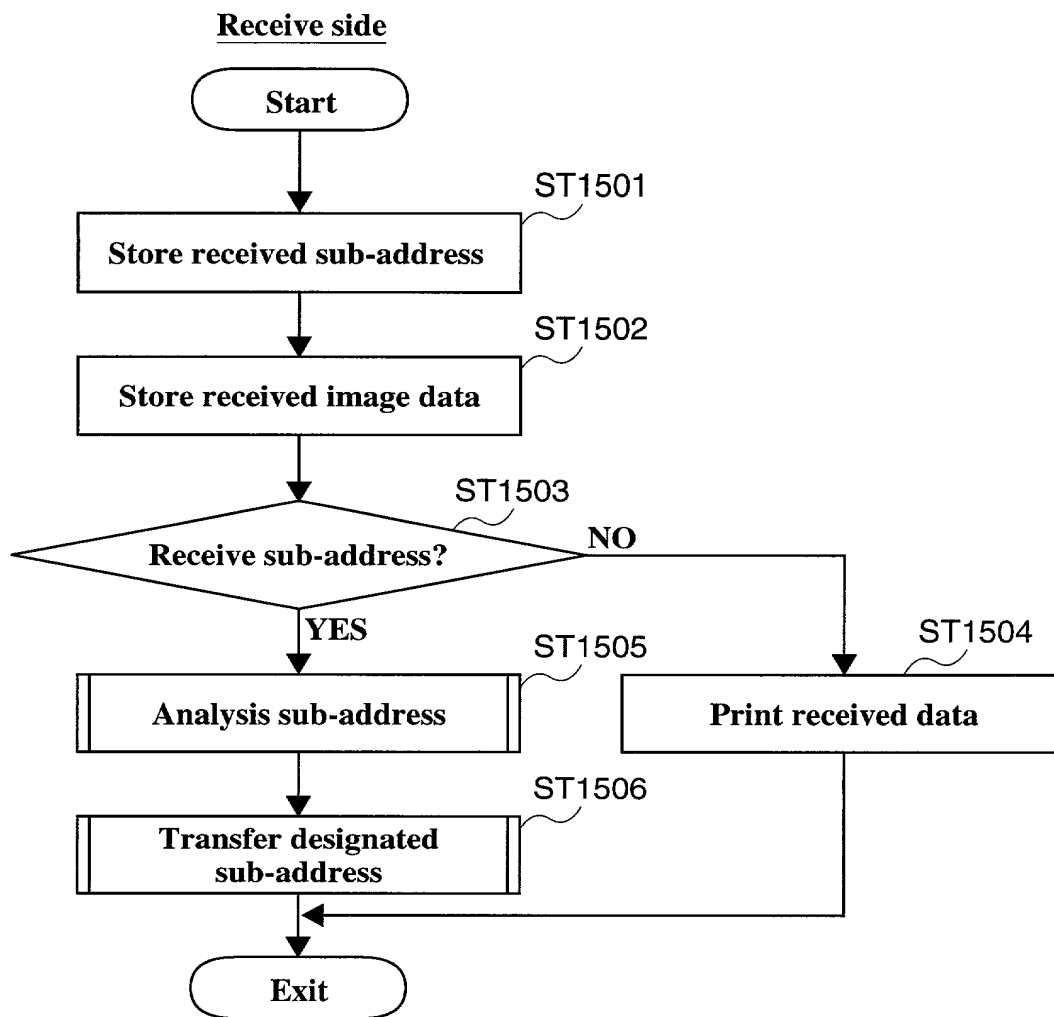 Receive side
Start
ST1501
Store received sub-address
ST1502
Store received image data
ST1503
Receive sub-address?
NO
YES
ST1504
ST1505
Analysis sub-address
Print received data
ST1506
Transfer designated
sub-address
Exit